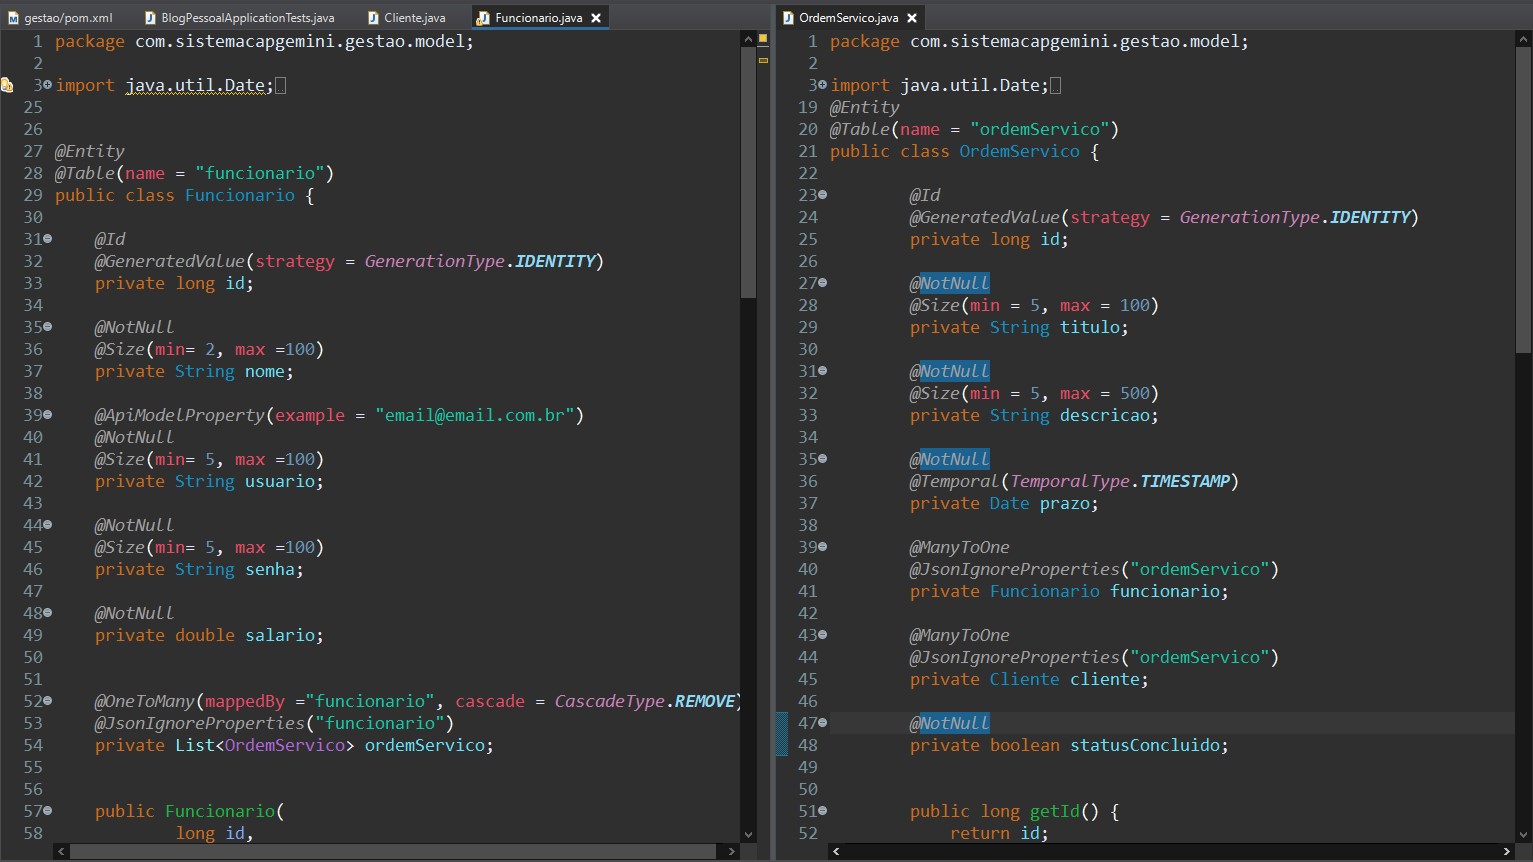 gestao/pom.xml BlogPessoalApplicationTests.java Cliente.java Funcionario.java
1 package com.sistemacapgemini.gestao.model;
2
3 import java.util.Date;
25
26
27 @Entity
28 @Table(name = "funcionario")
29 public class Funcionario {
30
31 @Id
32 @GeneratedValue(strategy = GenerationType.IDENTITY)
33 private long id;
34
35 @NotNull
36 @Size(min= 2, max =100)
37 private String nome;
38
39 @ApiModelProperty(example = "email@email.com.br")
40 @NotNull
41 @Size(min= 5, max =100)
42 private String usuario;
43
44 @NotNull
45 @Size(min= 5, max =100)
46 private String senha;
47
48 @NotNull
49 private double salario;
50
51
52 @OneToMany(mappedBy ="funcionario", cascade = CascadeType.REMOVE)
53 @JsonIgnoreProperties("funcionario")
54 private List<OrdemServico> ordemServico;
55
56
57 public Funcionario(
58 long id,
OrdemServico.java
1 package com.sistemacapgemini.gestao.model;
2
3 import java.util.Date;
19 @Entity
20 @Table(name = "ordemServico")
21 public class OrdemServico {
22
23 @Id
24 @GeneratedValue(strategy = GenerationType.IDENTITY)
25 private long id;
26
27 @NotNull
28 @Size(min = 5, max = 100)
29 private String titulo;
30
31 @NotNull
32 @Size(min = 5, max = 500)
33 private String descricao;
34
35 @NotNull
36 @Temporal(TemporalType.TIMESTAMP)
37 private Date prazo;
38
39 @ManyToOne
40 @JsonIgnoreProperties("ordemServico")
41 private Funcionario funcionario;
42
43 @ManyToOne
44 @JsonIgnoreProperties("ordemServico")
45 private Cliente cliente;
46
47 @NotNull
48 private boolean statusConcluido;
49
50
51 public long getId() {
52 return id;